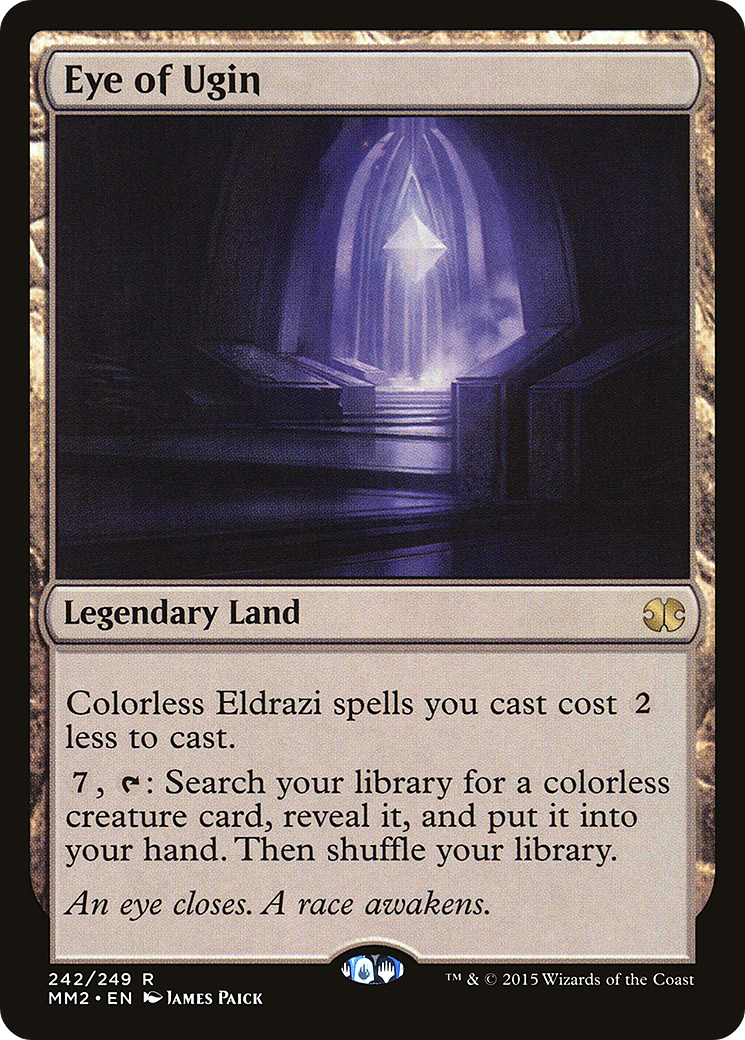 Eye of Ugin
Legendary Land
Colorless Eldrazi spells you cast cost 2
less to cast.
7, : Search your library for a colorless
creature card, reveal it, and put it into
your hand. Then shuffle your library.
An eye closes. A race awakens.
242/249 R
MM2 • EN James Paick
™ & © 2015 Wizards of the Coast